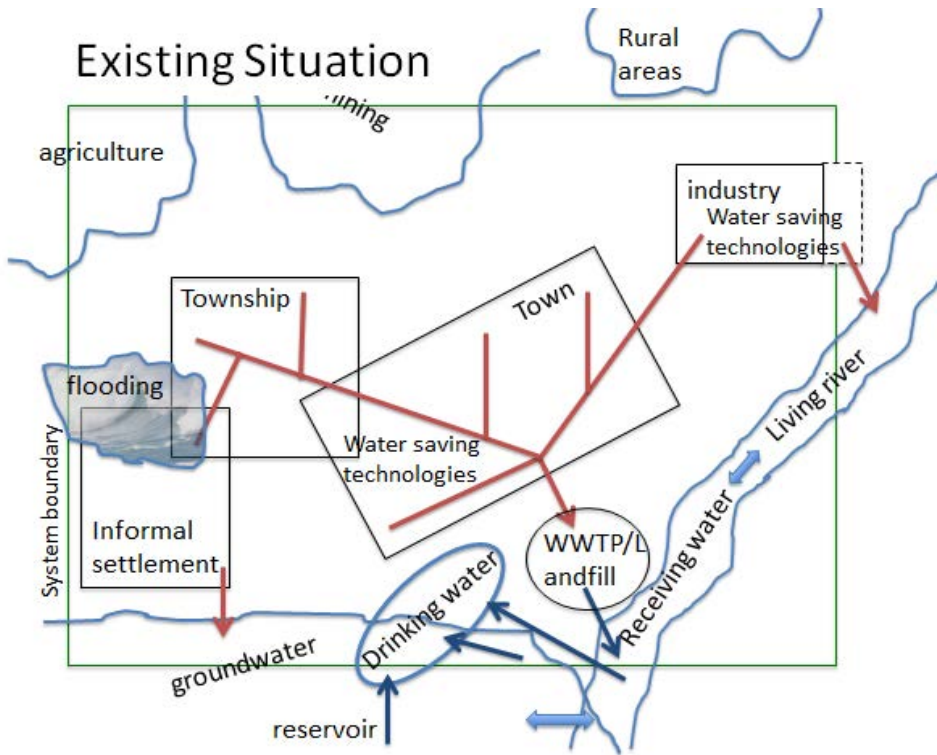 Existing Situation
Rural
areas
agriculture
industry
Water saving
technologies
Township
Town
flooding
Living river
Water saving
technologies
System boundary
Informal
settlement
WWTP/L
andfill
Receiving water
Drinking water
groundwater
reservoir